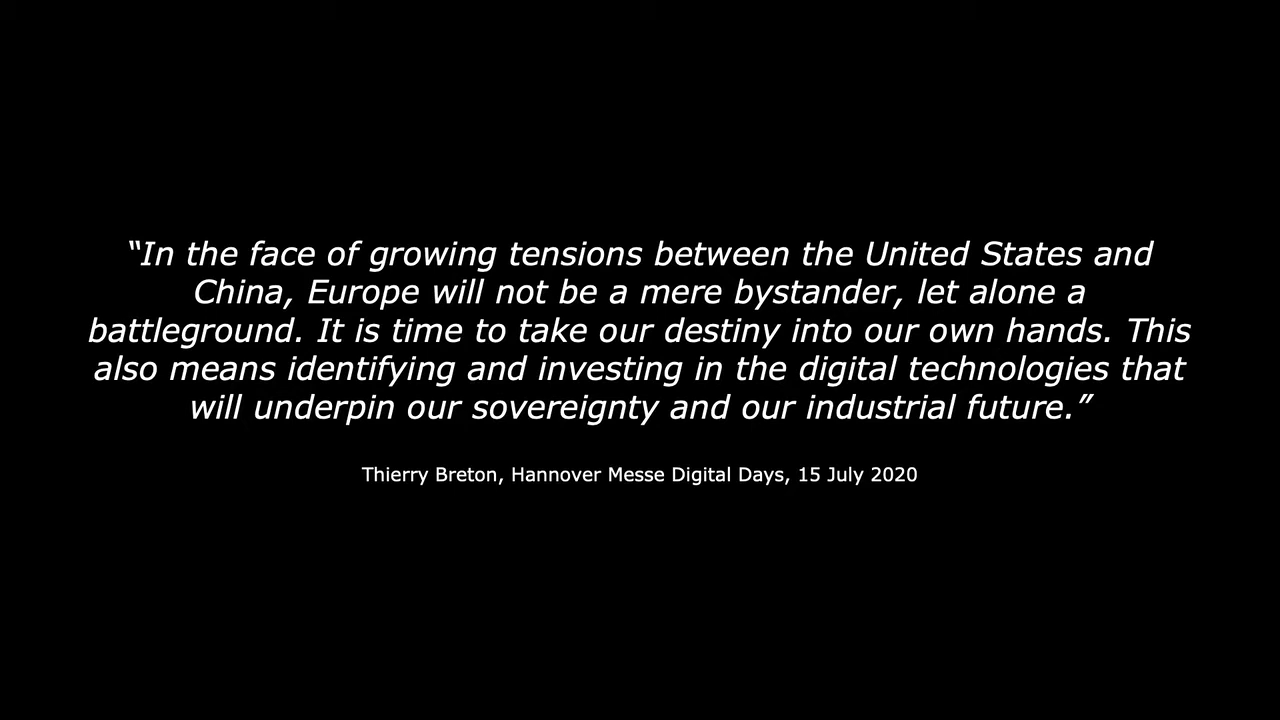 “In the face of growing tensions between the United States and
China, Europe will not be a mere bystander, let alone a
battleground. It is time to take our destiny into our own hands. This
also means identifying and investing in the digital technologies that
will underpin our sovereignty and our industrial future.”
Thierry Breton, Hannover Messe Digital Days, 15 July 2020